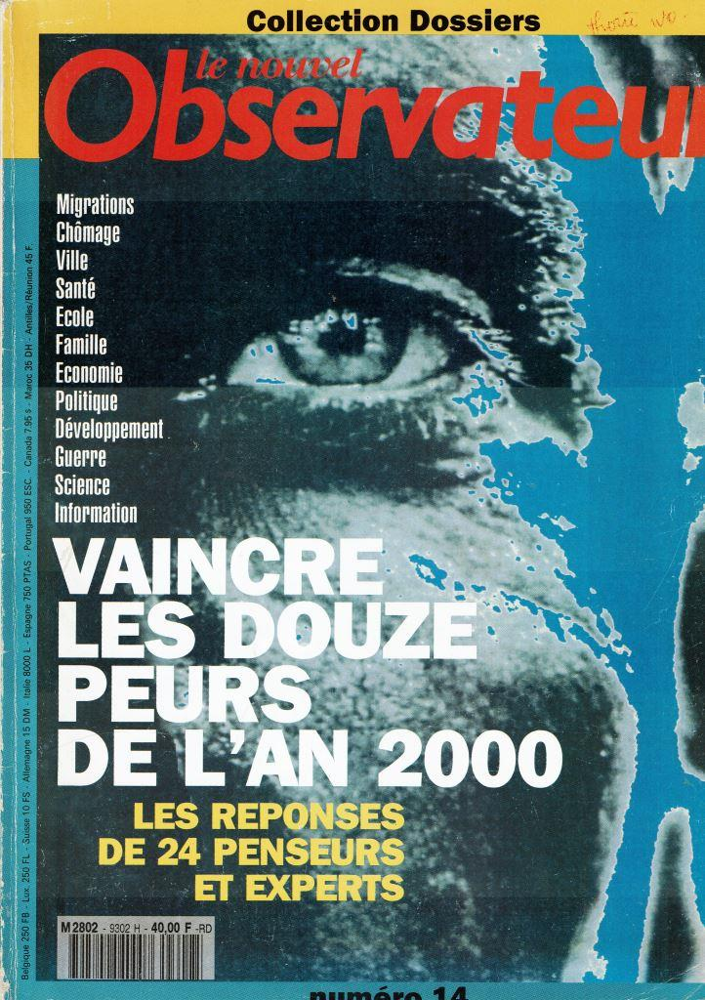 Collection Dossiers
le nouvel
Observateur
Migrations
Chômage
Ville
Santé
Ecole
Famille
Economie
Politique
Développement
Guerre
Science
Information
VAINCRE
LES DOUZE
PEURS
DE L'AN 2000
LES REPONSES
DE 24 PENSEURS
ET EXPERTS
M 2802 - 9302 H - 40,00 F -RD
numéro 14
Belgique 250 FB - Lux. 250 FL - Suisse 10 FS - Allemagne 15 DM - Italie 8000 L - Espagne 750 PTAS - Portugal 950 ESC. - Canada 7.95 $ - Maroc 35 DH - Antilles/Réunion 45 F.